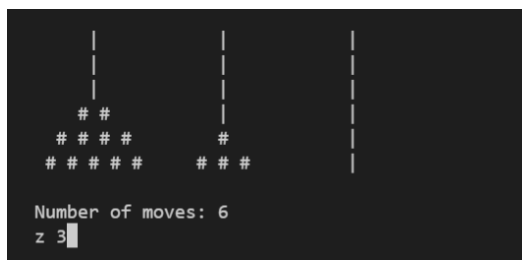 |          |          |
|          |          |
|          |          |
# #         |          |
# # # #        #          |
# # # # #     # # #         |
Number of moves: 6
z 3